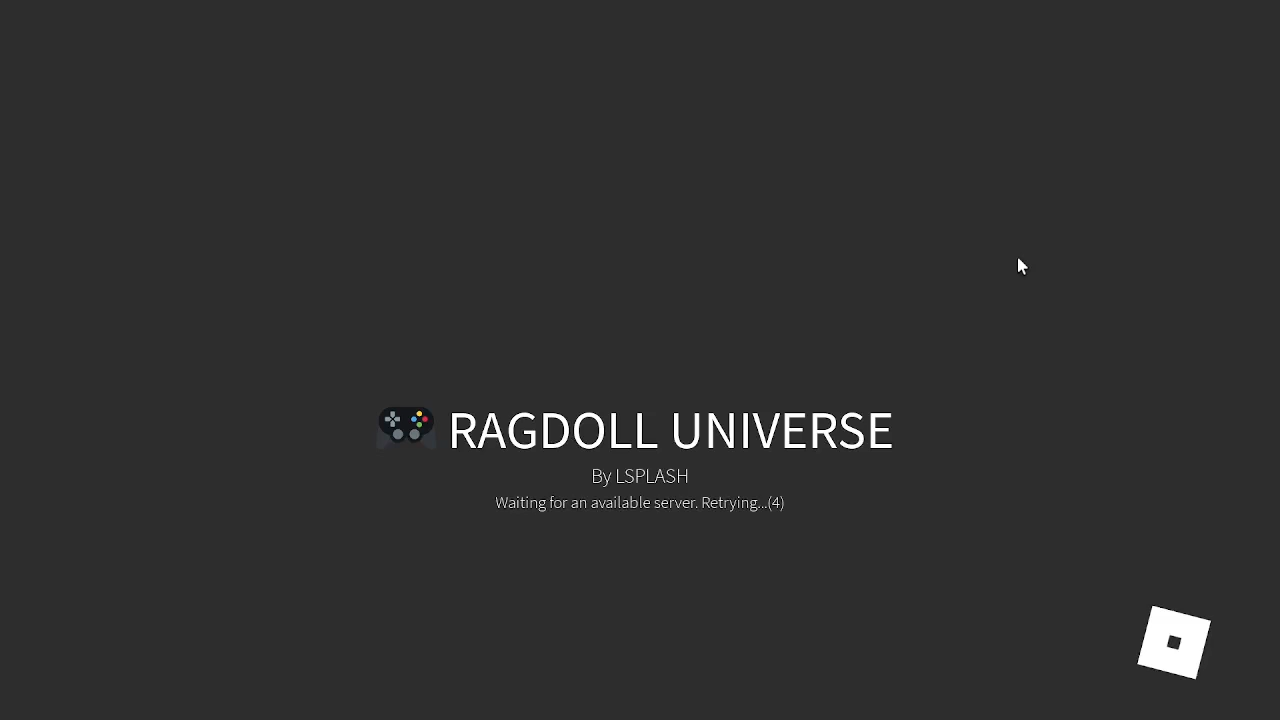 🎮 RAGDOLL UNIVERSE
By LSPLASH
Waiting for an available server. Retrying...(4)